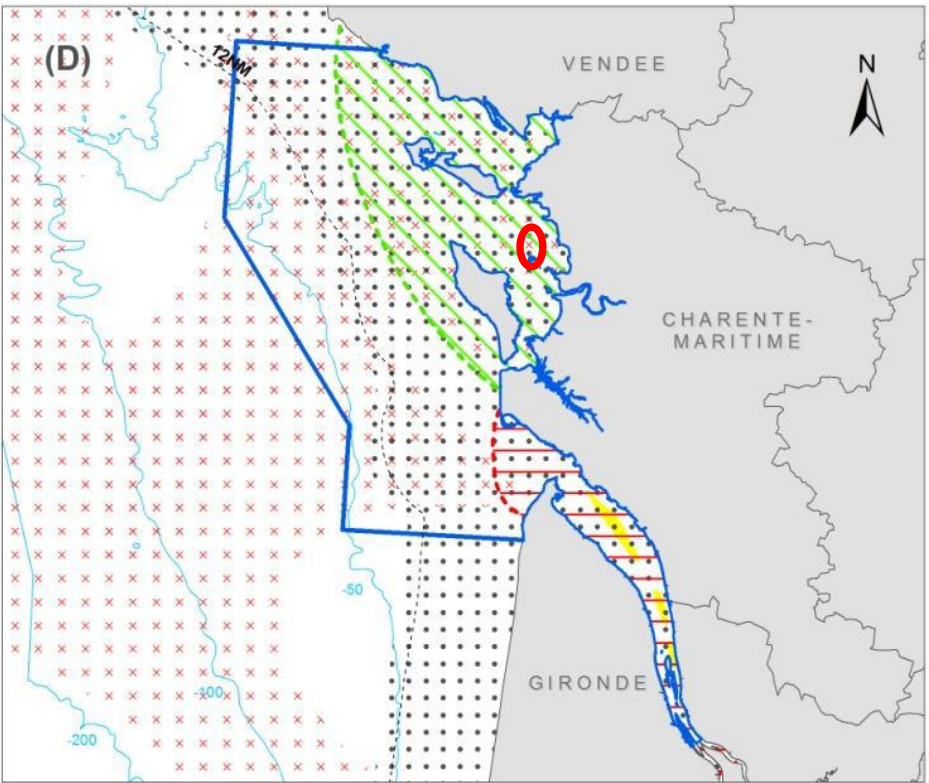 (D)
12NM
VENDEE
N
CHARENTE-
MARITIME
-50
GIRONDE
-100
-200